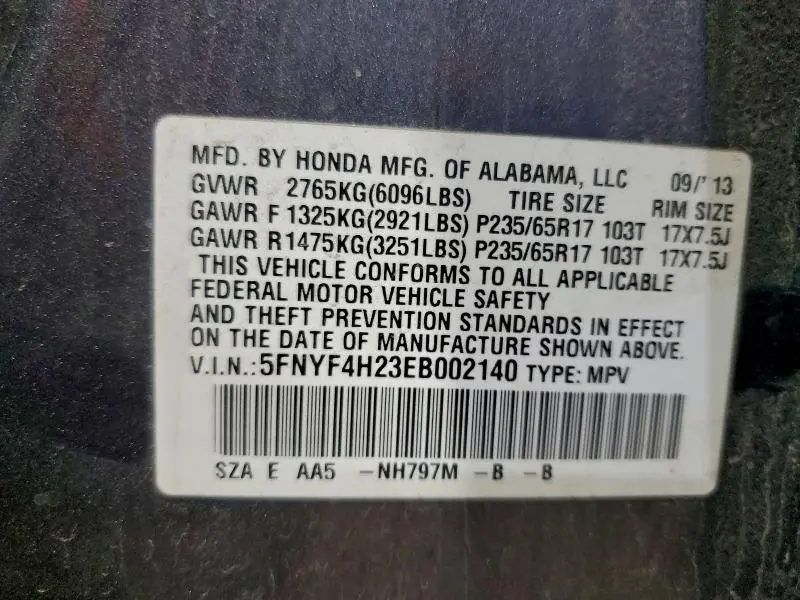 MFD. BY HONDA MFG. OF ALABAMA, LLC 09/'13
GVWR 2765KG(6096LBS) TIRE SIZE RIM SIZE
GAWR F 1325KG(2921LBS) P235/65R17 103T 17X7.5J
GAWR R1475KG(3251LBS) P235/65R17 103T 17X7.5J
THIS VEHICLE CONFORMS TO ALL APPLICABLE
FEDERAL MOTOR VEHICLE SAFETY
AND THEFT PREVENTION STANDARDS IN EFFECT
ON THE DATE OF MANUFACTURE SHOWN ABOVE.
V.I.N.: 5FNYF4H23EB002140 TYPE: MPV
SZA E AA5 -NH797M -B -B